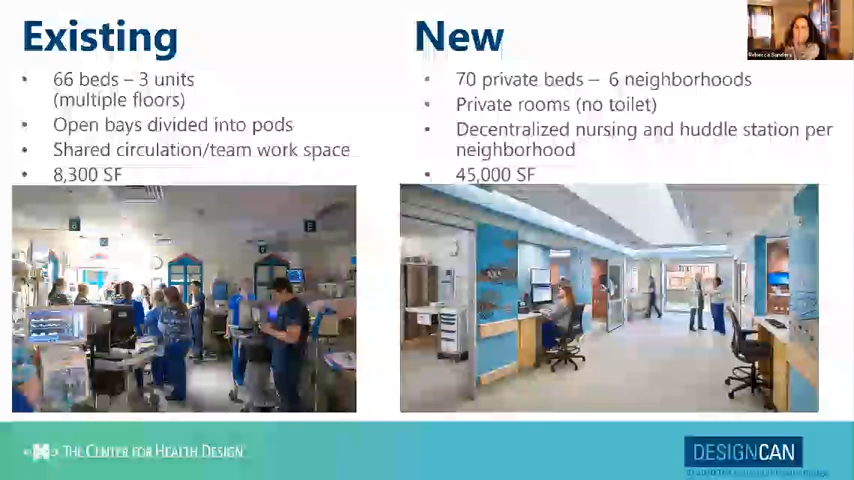 Existing
• 66 beds – 3 units
(multiple floors)
• Open bays divided into pods
• Shared circulation/team work space
• 8,300 SF
New
• 70 private beds – 6 neighborhoods
• Private rooms (no toilet)
• Decentralized nursing and huddle station per
neighborhood
• 45,000 SF
Rebecca Sanders
THE CENTER FOR HEALTH DESIGN
DESIGNCAN